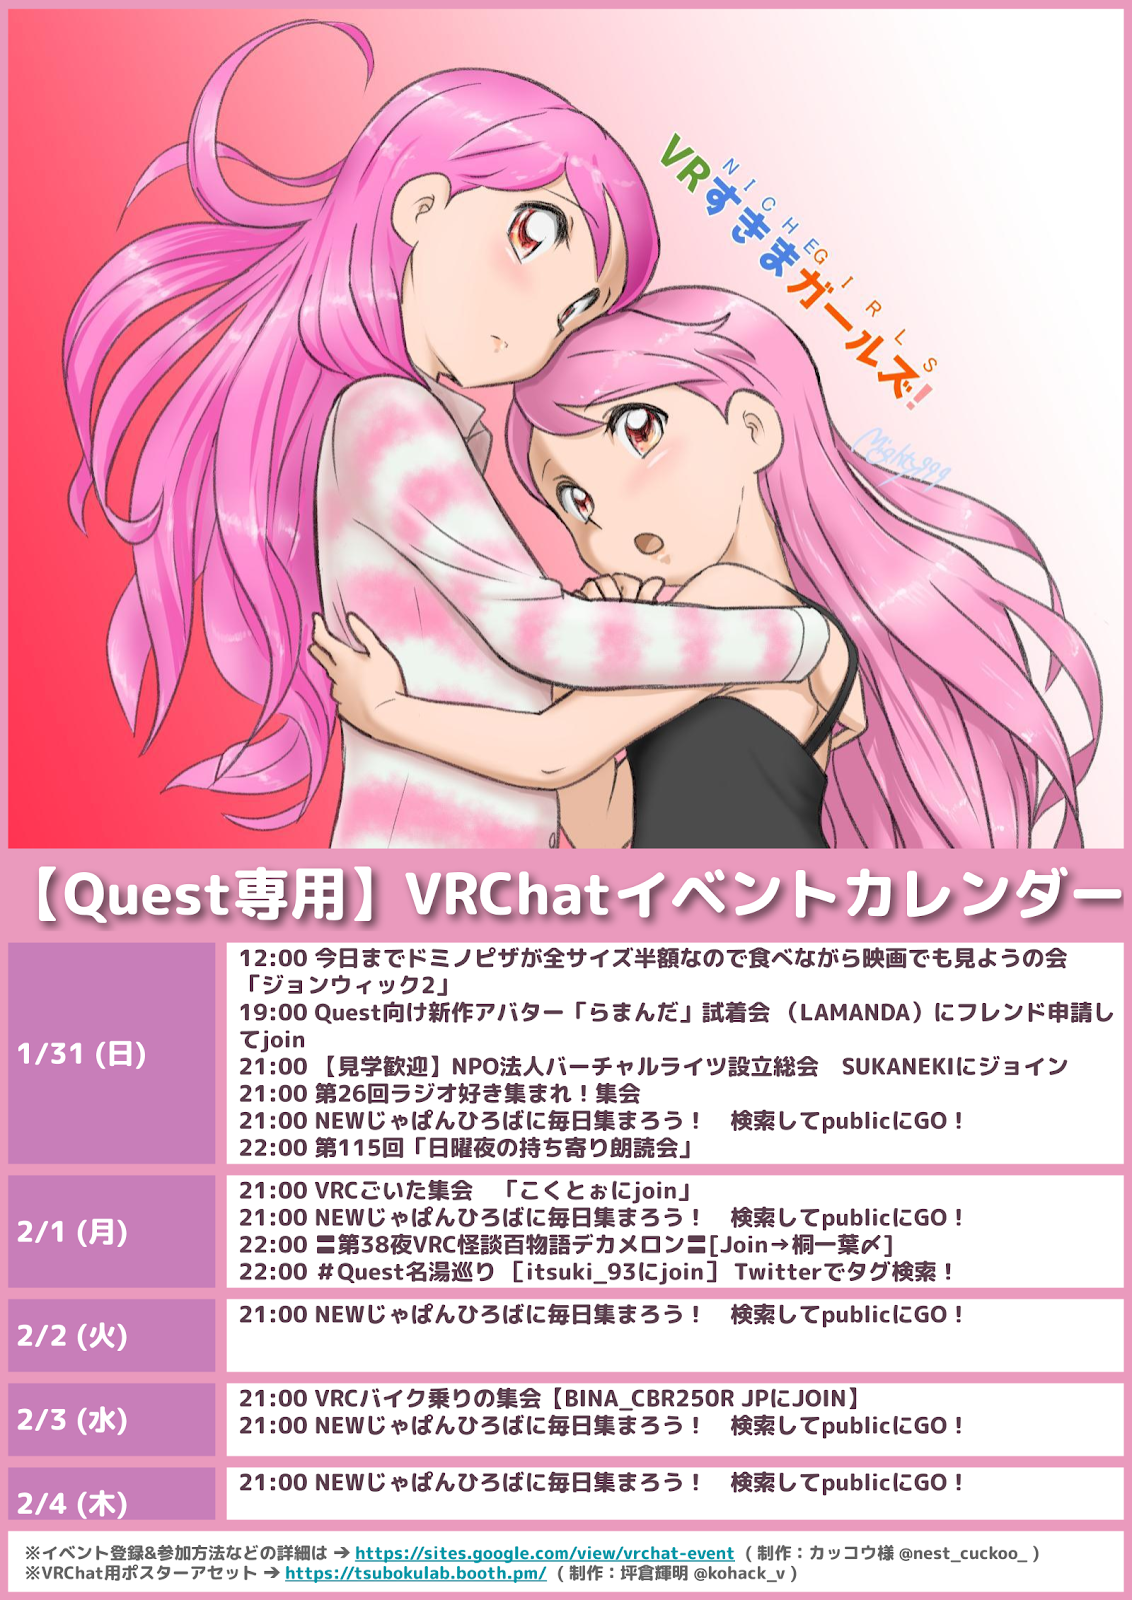 NICHE GIRLS
VRすきまガールズ!
Mighty999
【Quest専用】VRChatイベントカレンダー
1/31 (日)
12:00 今日までドミノピザが全サイズ半額なので食べながら映画でも見ようの会
「ジョンウィック2」
19:00 Quest向け新作アバター「らまんだ」試着会 （LAMANDA）にフレンド申請し
てjoin
21:00 【見学歓迎】NPO法人バーチャルライツ設立総会　SUKANEKIにジョイン
21:00 第26回ラジオ好き集まれ！集会
21:00 NEWじゃぱんひろばに毎日集まろう！　検索してpublicにGO！
22:00 第115回「日曜夜の持ち寄り朗読会」
2/1 (月)
21:00 VRCごいた集会　「こくとぉにjoin」
21:00 NEWじゃぱんひろばに毎日集まろう！　検索してpublicにGO！
22:00 〓第38夜VRC怪談百物語デカメロン〓[Join→桐一葉〆]
22:00 ＃Quest名湯巡り ［itsuki_93にjoin］ Twitterでタグ検索！
2/2 (火)
21:00 NEWじゃぱんひろばに毎日集まろう！　検索してpublicにGO！
2/3 (水)
21:00 VRCバイク乗りの集会【BINA_CBR250R JPにJOIN】
21:00 NEWじゃぱんひろばに毎日集まろう！　検索してpublicにGO！
2/4 (木)
21:00 NEWじゃぱんひろばに毎日集まろう！　検索してpublicにGO！
※イベント登録&参加方法などの詳細は ➔ https://sites.google.com/view/vrchat-event （ 制作：カッコウ様 @nest_cuckoo_ ）
※VRChat用ポスターアセット ➔ https://tsubokulab.booth.pm/ （ 制作：坪倉輝明 @kohack_v ）